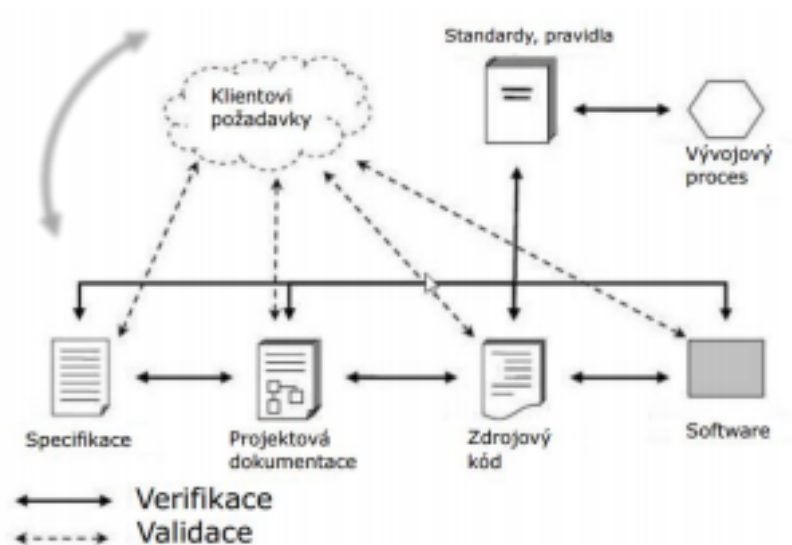 Standardy, pravidla
Klientovi
požadavky
Vývojový
proces
Specifikace
Projektová
dokumentace
Zdrojový
kód
Software
Verifikace
Validace